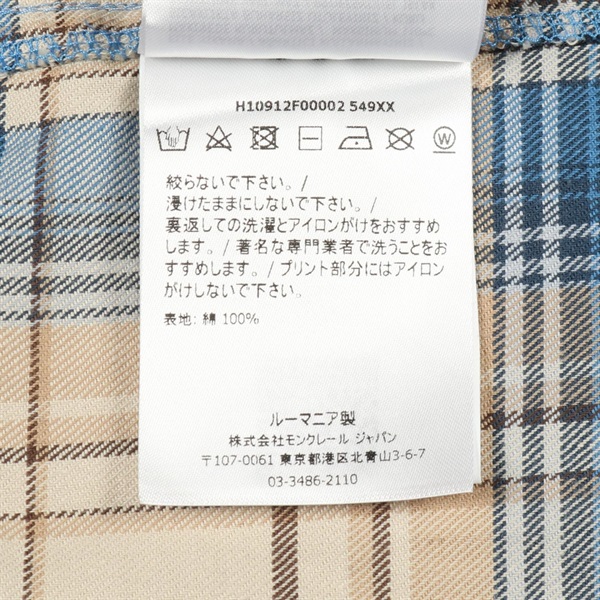 H10912F00002 549XX
絞らないで下さい。/
浸けたままにしないで下さい。/
裏返しての洗濯とアイロンがけをおすすめ
します。/ 著名な専門業者で洗うことをお
すすめします。/ プリント部分にはアイロン
がけしないで下さい。
表地: 綿 100%
ルーマニア製
株式会社モンクレール ジャパン
〒107-0061 東京都港区北青山3-6-7
03-3486-2110